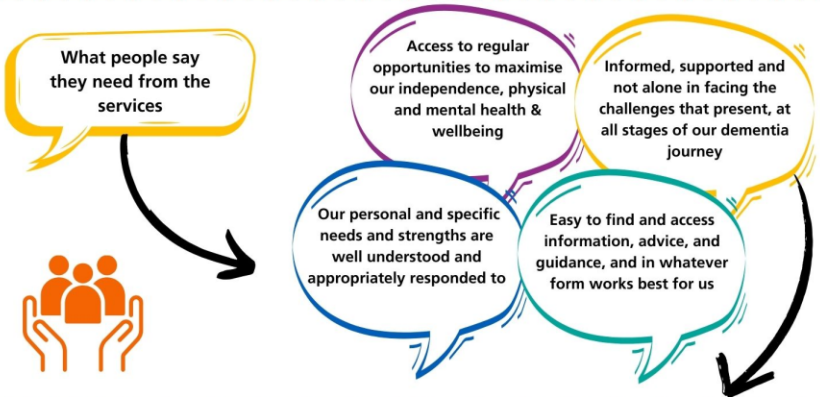 What people say
they need from the
services
Access to regular
opportunities to maximise
our independence, physical
and mental health &
wellbeing
Informed, supported and
not alone in facing the
challenges that present, at
all stages of our dementia
journey
Our personal and specific
needs and strengths are
well understood and
appropriately responded to
Easy to find and access
information, advice, and
guidance, and in whatever
form works best for us